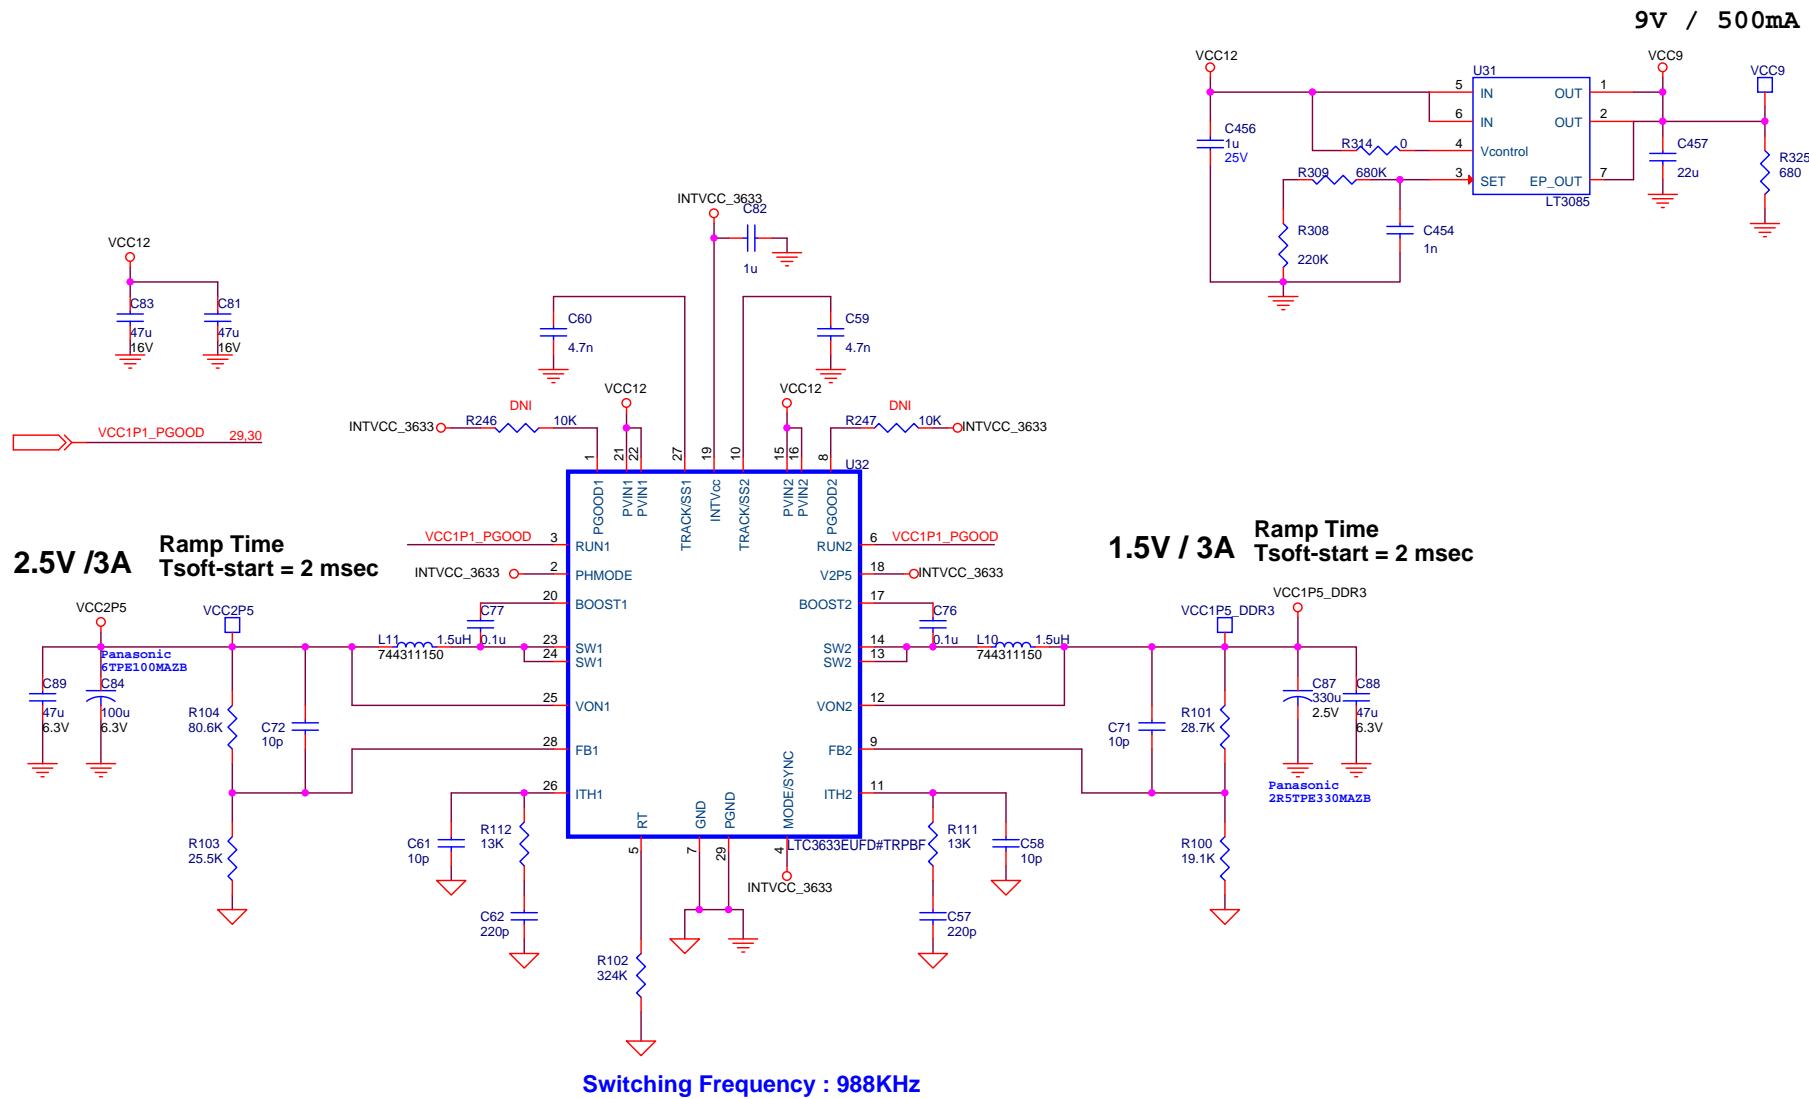 9V / 500mA
VCC12
VCC9
VCC9
U31
5
IN
OUT
1
6
IN
OUT
2
4
Vcontrol
3
SET
EP_OUT
7
LT3085
C456
1u
25V
R314
0
R309
680K
R308
220K
C454
1n
C457
22u
R325
680
INTVCC_3633
C82
1u
VCC12
C83
47u
16V
C81
47u
16V
C60
4.7n
C59
4.7n
VCC1P1_PGOOD
29,30
VCC12
VCC12
DNI
INTVCC_3633
R246
10K
DNI
R247
10K
INTVCC_3633
1
21
22
27
19
10
15
16
8
U32
PGOOD1
PVIN1
PVIN1
TRACK/SS1
INTVcc
TRACK/SS2
PVIN2
PVIN2
PGOOD2
VCC1P1_PGOOD
3
RUN1
RUN2
6
VCC1P1_PGOOD
INTVCC_3633
2
PHMODE
V2P5
18
INTVCC_3633
20
BOOST1
BOOST2
17
23
SW1
SW2
14
24
SW1
SW2
13
25
VON1
VON2
12
28
FB1
FB2
9
26
ITH1
ITH2
11
RT
GND
PGND
MODE/SYNC
5
7
29
4
LTC3633EUFD#TRPBF
INTVCC_3633
2.5V /3A
Ramp Time
Tsoft-start = 2 msec
1.5V / 3A
Ramp Time
Tsoft-start = 2 msec
VCC2P5
VCC2P5
Panasonic
6TPE100MAZB
C89
47u
6.3V
C84
100u
6.3V
R104
80.6K
C72
10p
R103
25.5K
L11
1.5uH
744311150
C77
0.1u
C76
0.1u
L10
1.5uH
744311150
VCC1P5_DDR3
VCC1P5_DDR3
C71
10p
R101
28.7K
C87
330u
2.5V
C88
47u
6.3V
Panasonic
2R5TPE330MAZB
R100
19.1K
C61
10p
R112
13K
C62
220p
R102
324K
R111
13K
C58
10p
C57
220p
Switching Frequency : 988KHz